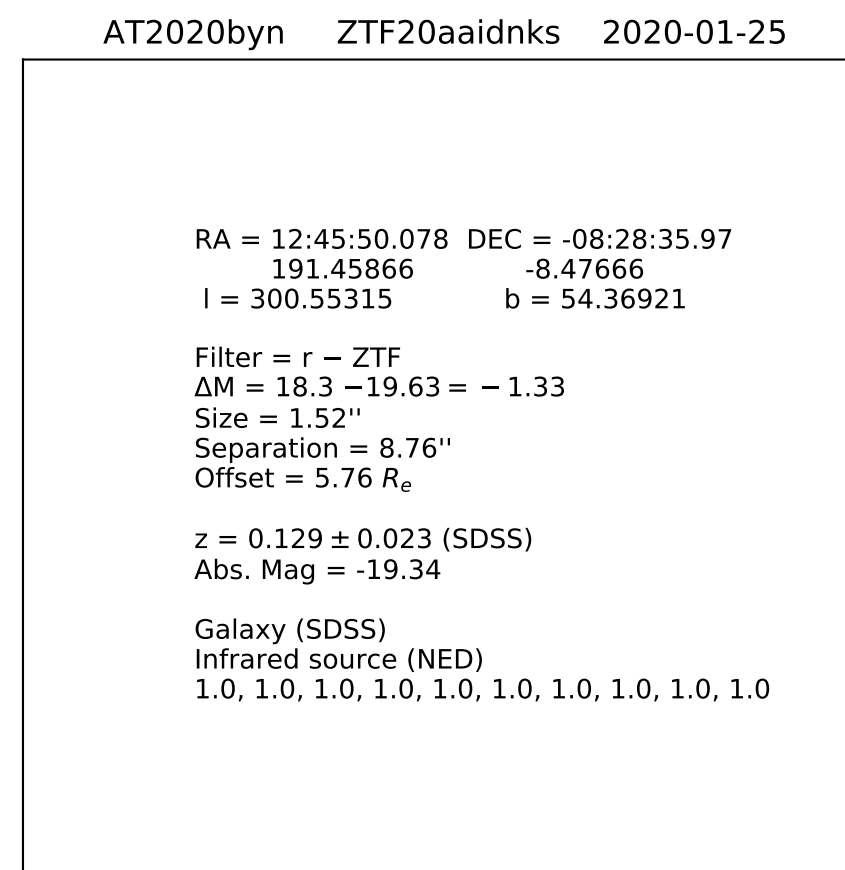 AT2020byn ZTF20aaidnks 2020-01-25
RA = 12:45:50.078 DEC = -08:28:35.97
191.45866 -8.47666
l = 300.55315 b = 54.36921
Filter = r − ZTF
ΔM = 18.3 −19.63 = − 1.33
Size = 1.52''
Separation = 8.76''
Offset = 5.76 Rₑ
z = 0.129 ± 0.023 (SDSS)
Abs. Mag = -19.34
Galaxy (SDSS)
Infrared source (NED)
1.0, 1.0, 1.0, 1.0, 1.0, 1.0, 1.0, 1.0, 1.0, 1.0